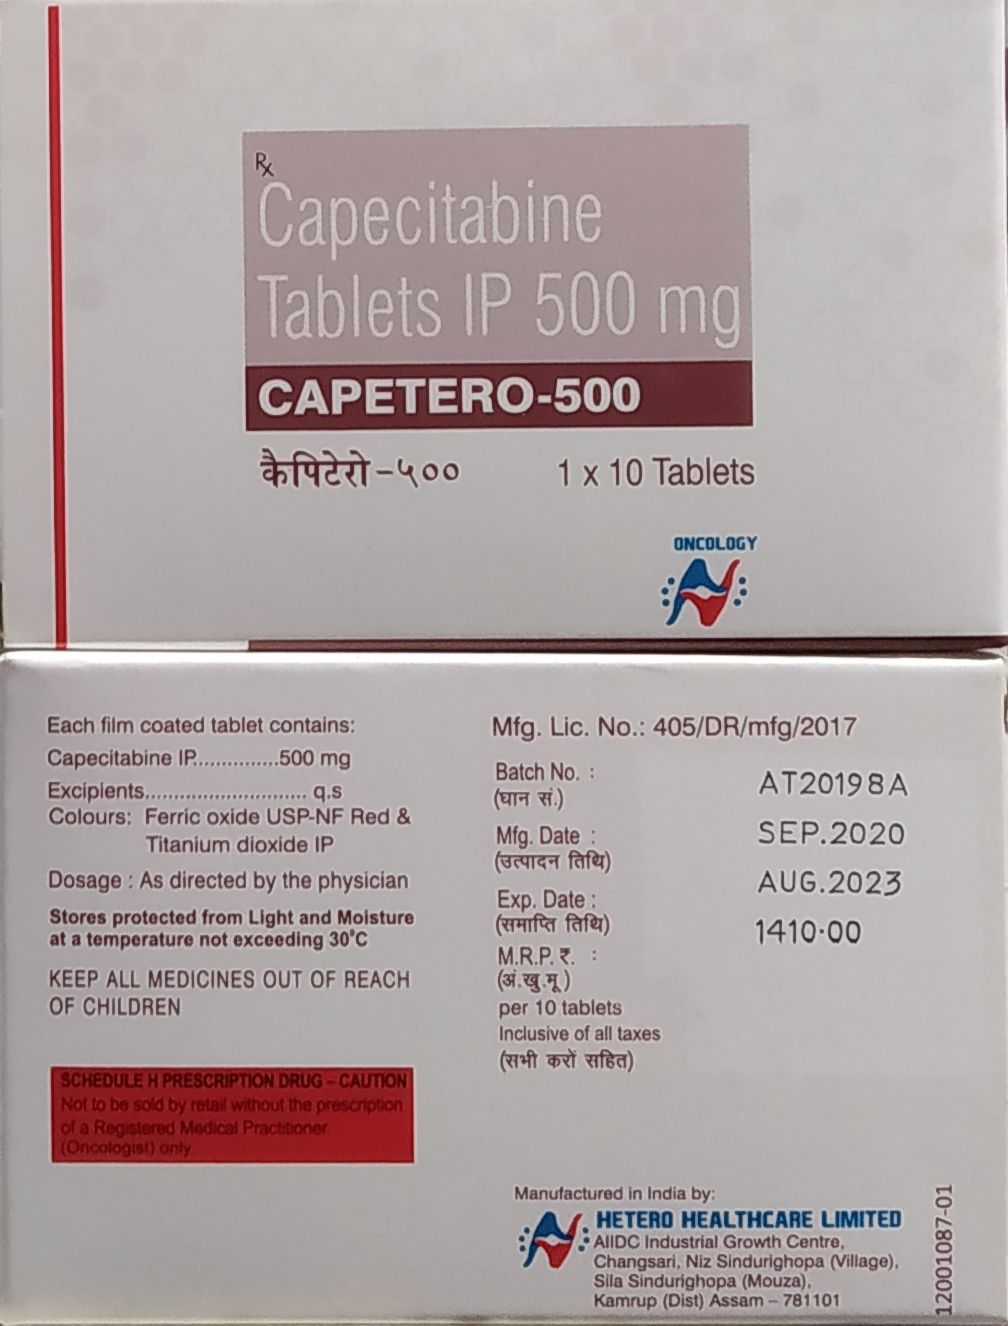 Rx
Capecitabine
Tablets IP 500 mg
CAPETERO-500
कैपिटेरो-५००
1 x 10 Tablets
ONCOLOGY
Each film coated tablet contains:
Capecitabine IP...............500 mg
Excipients............................ q.s
Colours: Ferric oxide USP-NF Red &
Titanium dioxide IP
Dosage : As directed by the physician
Stores protected from Light and Moisture
at a temperature not exceeding 30°C
KEEP ALL MEDICINES OUT OF REACH
OF CHILDREN
SCHEDULE H PRESCRIPTION DRUG - CAUTION
Not to be sold by retail without the prescription
of a Registered Medical Practitioner.
(Oncologist) only.
Mfg. Lic. No.: 405/DR/mfg/2017
Batch No. :
(घान सं.)
AT20198A
Mfg. Date :
(उत्पादन तिथि)
SEP.2020
Exp. Date :
(समाप्ति तिथि)
AUG.2023
M.R.P. ₹. :
(अं.खु.मू.)
1410.00
per 10 tablets
Inclusive of all taxes
(सभी करों सहित)
Manufactured in India by:
HETERO HEALTHCARE LIMITED
AIIDC Industrial Growth Centre,
Changsari, Niz Sindurighopa (Village),
Sila Sindurighopa (Mouza),
Kamrup (Dist) Assam – 781101
12001087-01